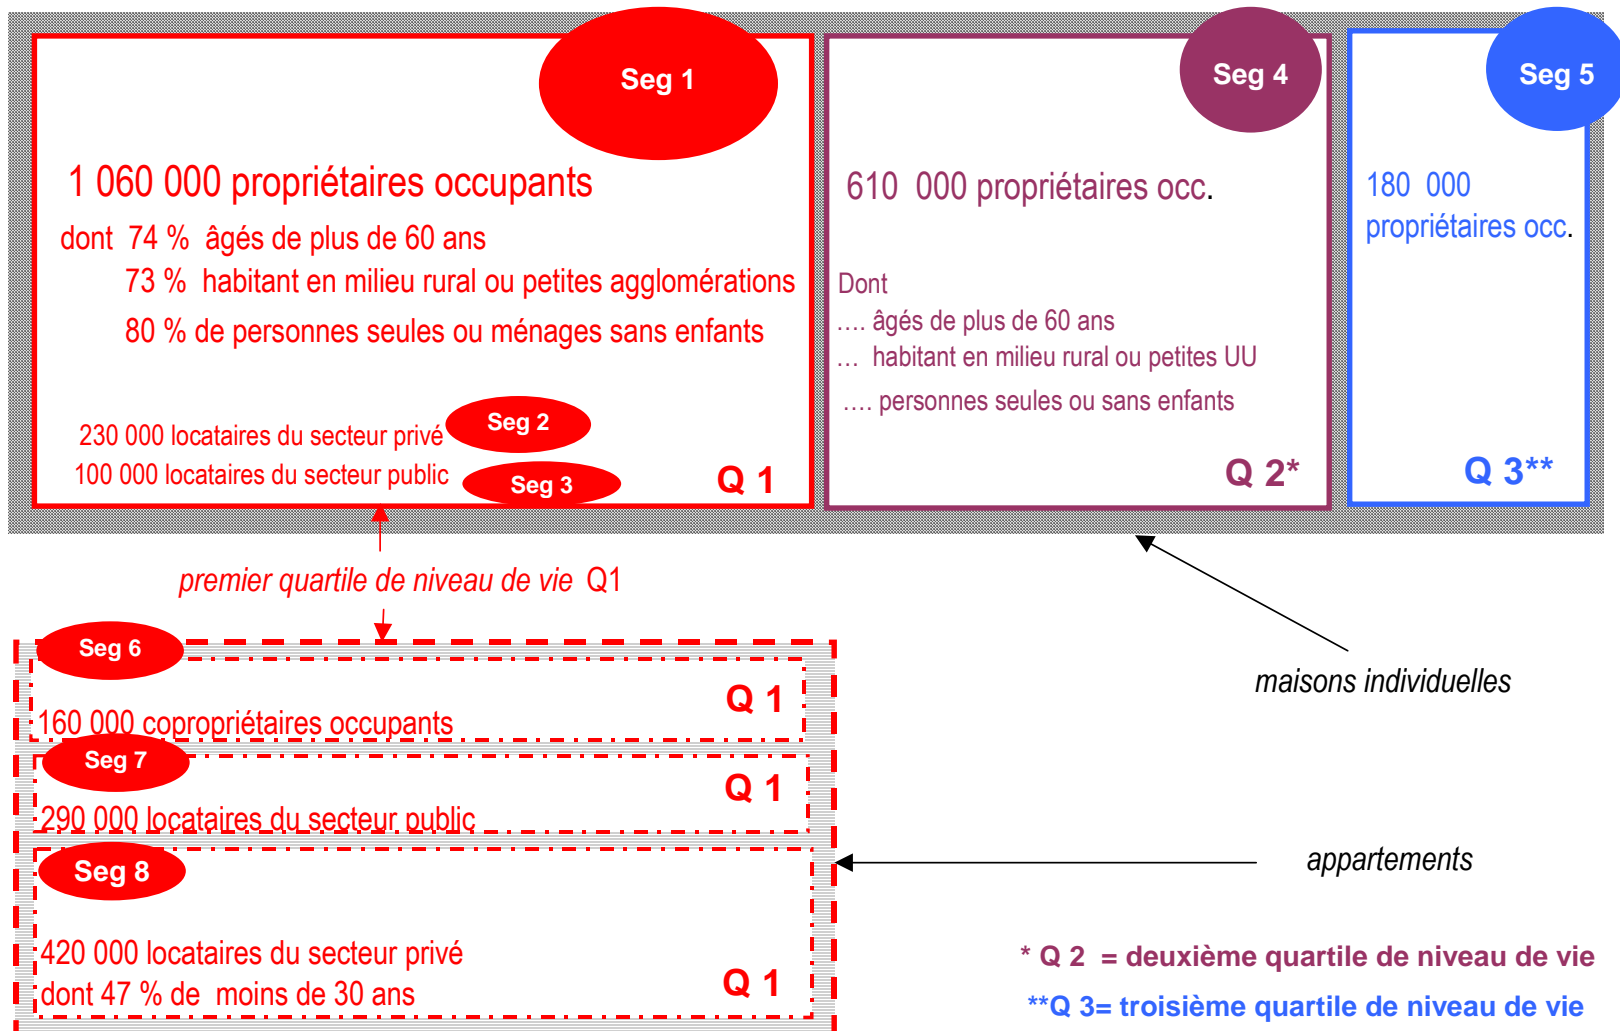 Seg 1
1 060 000 propriétaires occupants
dont 74 % âgés de plus de 60 ans
73 % habitant en milieu rural ou petites agglomérations
80 % de personnes seules ou ménages sans enfants
230 000 locataires du secteur privé
Seg 2
100 000 locataires du secteur public
Seg 3
Q 1
Seg 4
610 000 propriétaires occ.
Dont
…. âgés de plus de 60 ans
… habitant en milieu rural ou petites UU
…. personnes seules ou sans enfants
Q 2*
Seg 5
180 000
propriétaires occ.
Q 3**
premier quartile de niveau de vie Q1
maisons individuelles
Seg 6
Q 1
160 000 copropriétaires occupants
Seg 7
Q 1
290 000 locataires du secteur public
Seg 8
420 000 locataires du secteur privé
dont 47 % de moins de 30 ans
Q 1
appartements
* Q 2 = deuxième quartile de niveau de vie
**Q 3= troisième quartile de niveau de vie